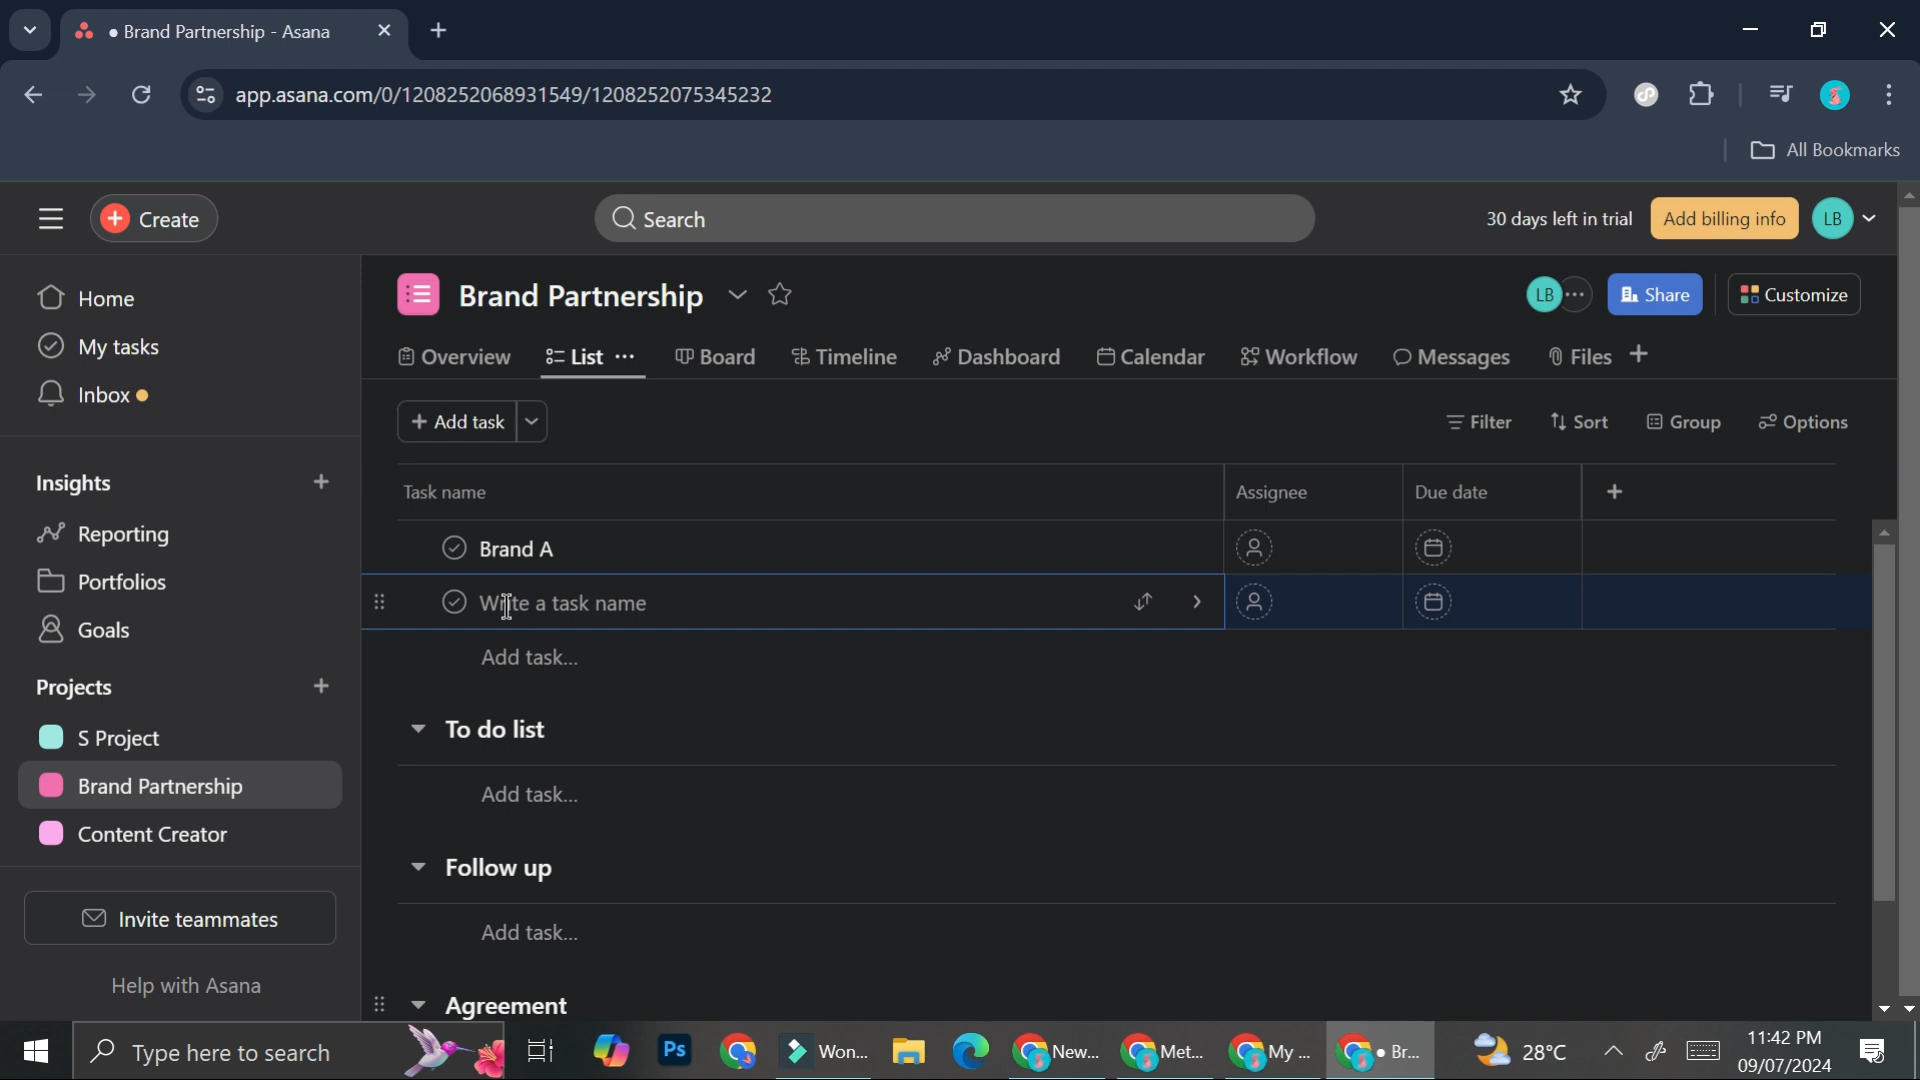 • Brand Partnership - Asana
app.asana.com/0/1208252068931549/1208252075345232
All Bookmarks
Create
Search
30 days left in trial
Add billing info
LB
Home
My tasks
Inbox
Insights
Reporting
Portfolios
Goals
Projects
S Project
Brand Partnership
Content Creator
Invite teammates
Help with Asana
Brand Partnership
LB
Share
Customize
Overview
List
Board
Timeline
Dashboard
Calendar
Workflow
Messages
Files
Add task
Filter
Sort
Group
Options
Task name
Assignee
Due date
Brand A
Write a task name
Add task...
To do list
Add task...
Follow up
Add task...
Agreement
Type here to search
Ps
Won...
New...
Met...
My ...
• Br...
28°C
11:42 PM
09/07/2024